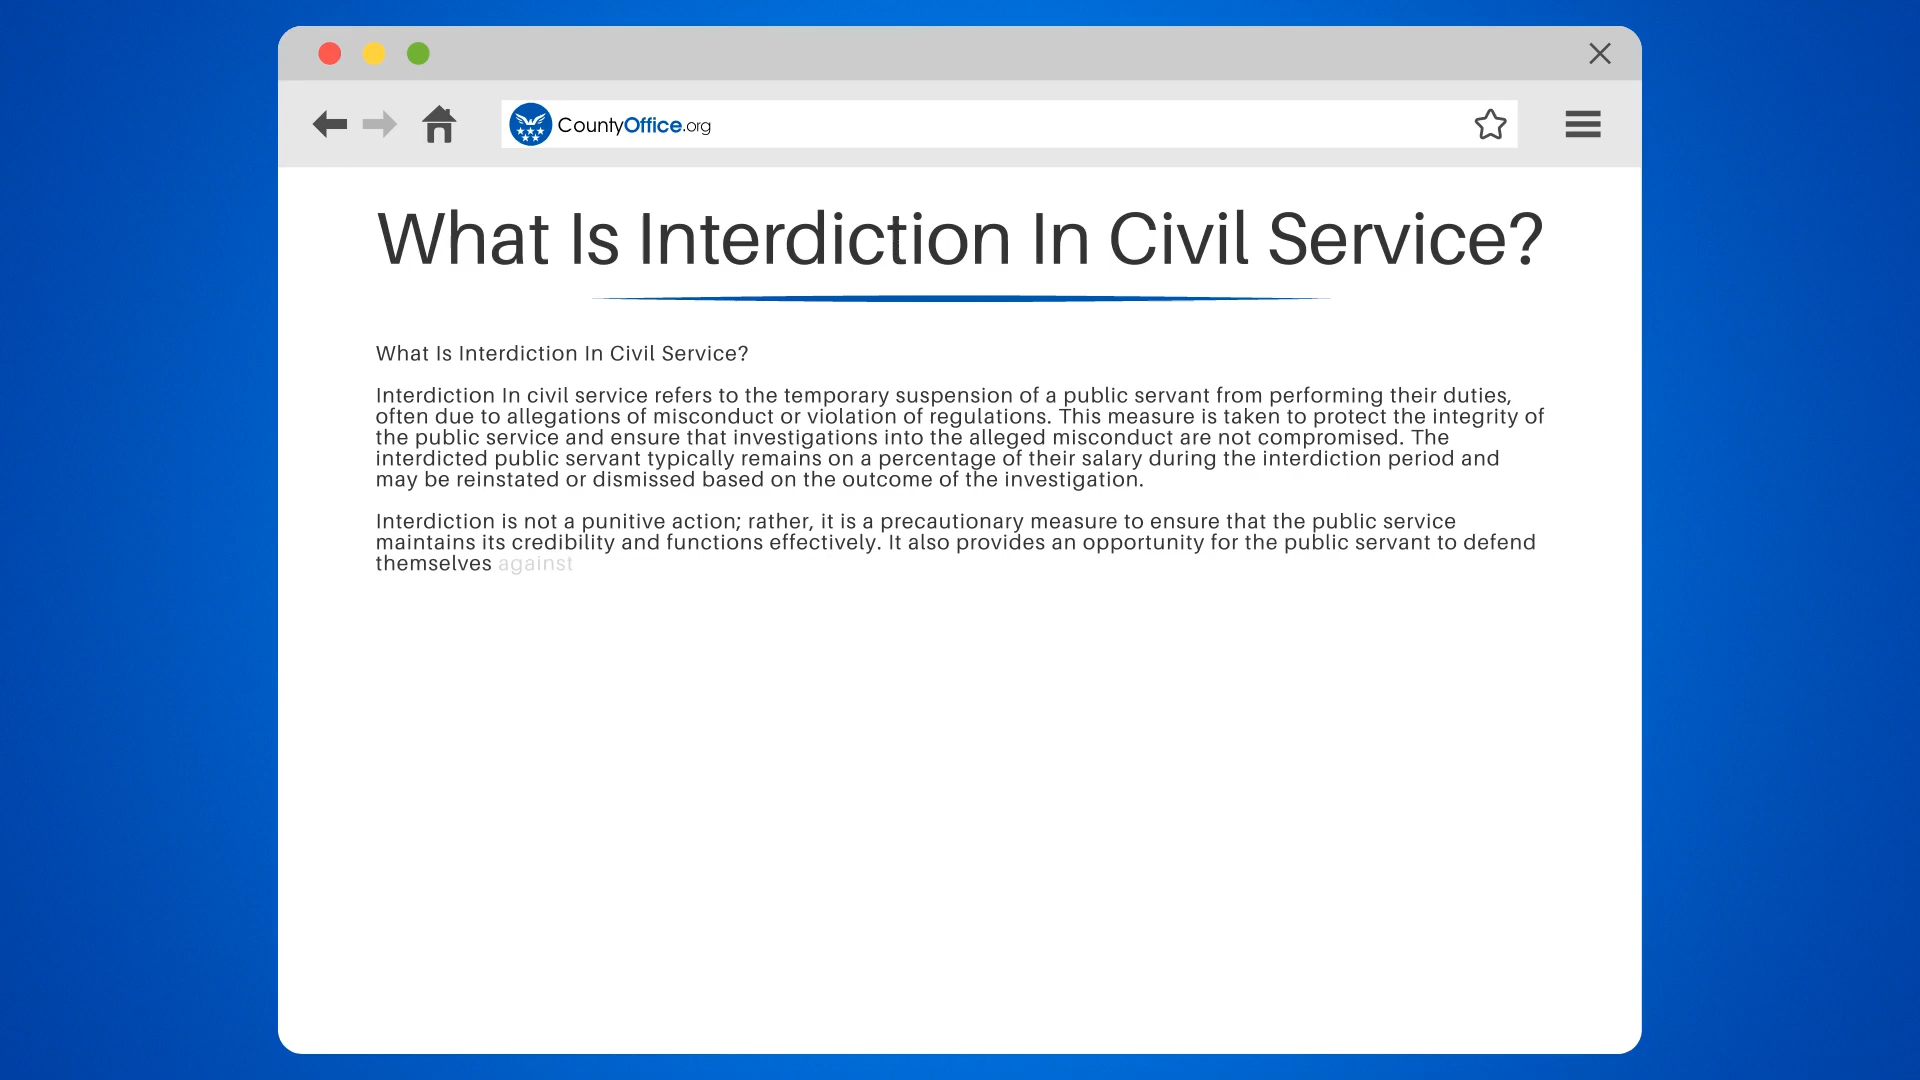 CountyOffice.org
What Is Interdiction In Civil Service?
What Is Interdiction In Civil Service?
Interdiction In civil service refers to the temporary suspension of a public servant from performing their duties,
often due to allegations of misconduct or violation of regulations. This measure is taken to protect the integrity of
the public service and ensure that investigations into the alleged misconduct are not compromised. The
interdicted public servant typically remains on a percentage of their salary during the interdiction period and
may be reinstated or dismissed based on the outcome of the investigation.
Interdiction is not a punitive action; rather, it is a precautionary measure to ensure that the public service
maintains its credibility and functions effectively. It also provides an opportunity for the public servant to defend
themselves against